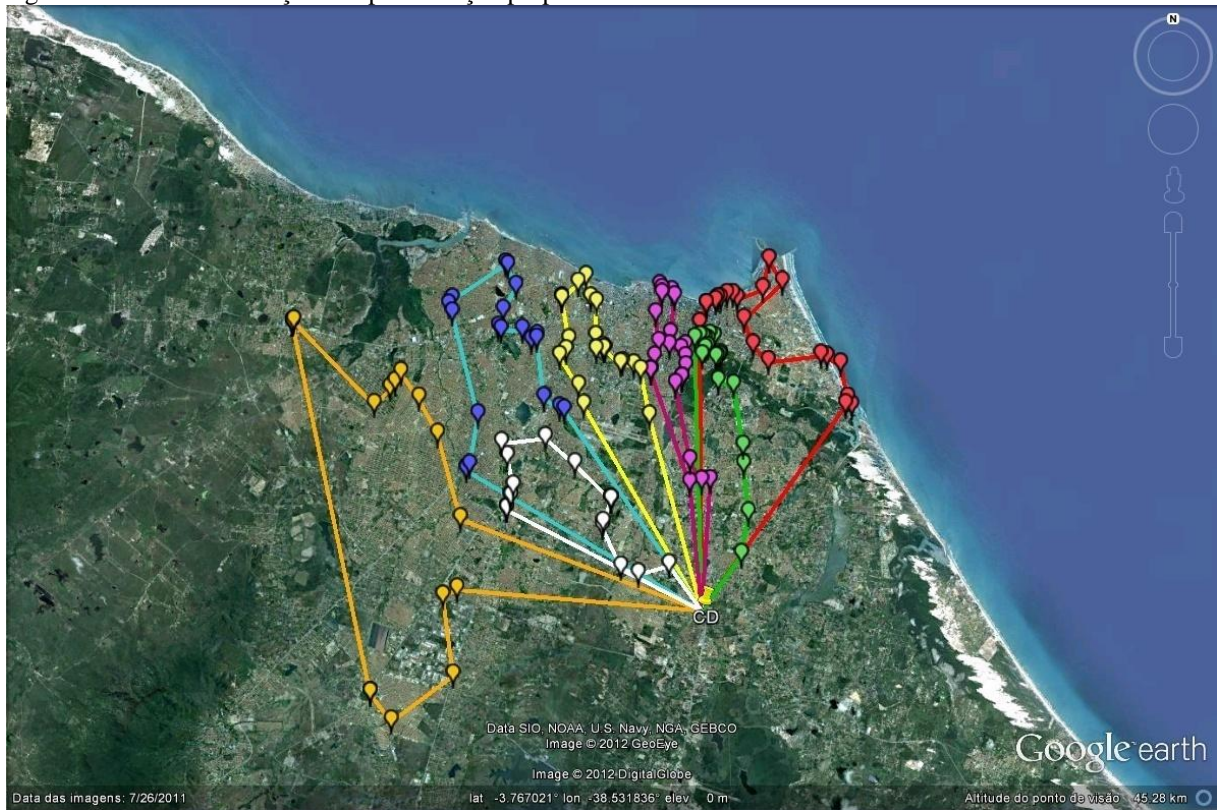 N
CD
Data SIO, NOAA, U.S. Navy, NGA, GEBCO
Image © 2012 GeoEye
Image © 2012 DigitalGlobe
Google earth
Data das imagens: 7/26/2011 lat -3.767021° lon -38.531836° elev 0 m Altitude do ponto de visão 45.28 km